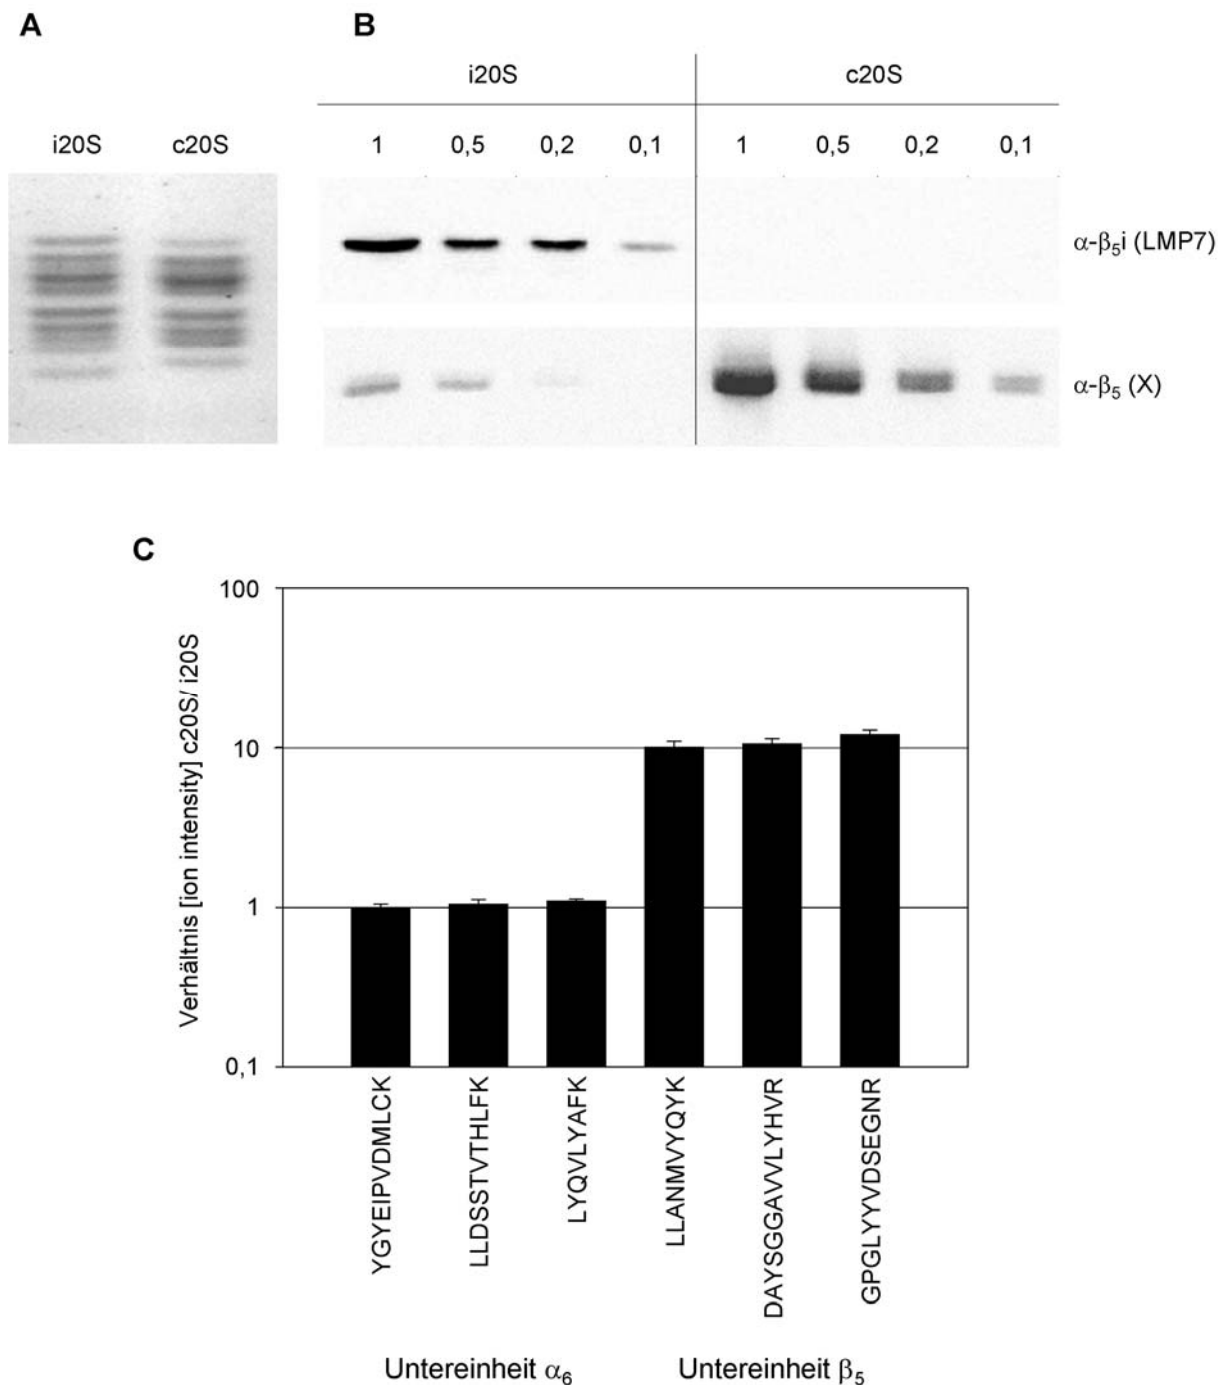 A
B
i20S c20S
i20S c20S
1 0,5 0,2 0,1 1 0,5 0,2 0,1
α-β₅i (LMP7)
α-β₅ (X)
C
Verhältnis [ion intensity] c20S/ i20S
100
10
1
0,1
YGYEIPVDMLCK
LLDSSTVTHLFK
LYQVLYAFK
LLANMVYQYK
DAYSGGAVVLYHVR
GPGLYYVDSEGNR
Untereinheit α₆
Untereinheit β₅